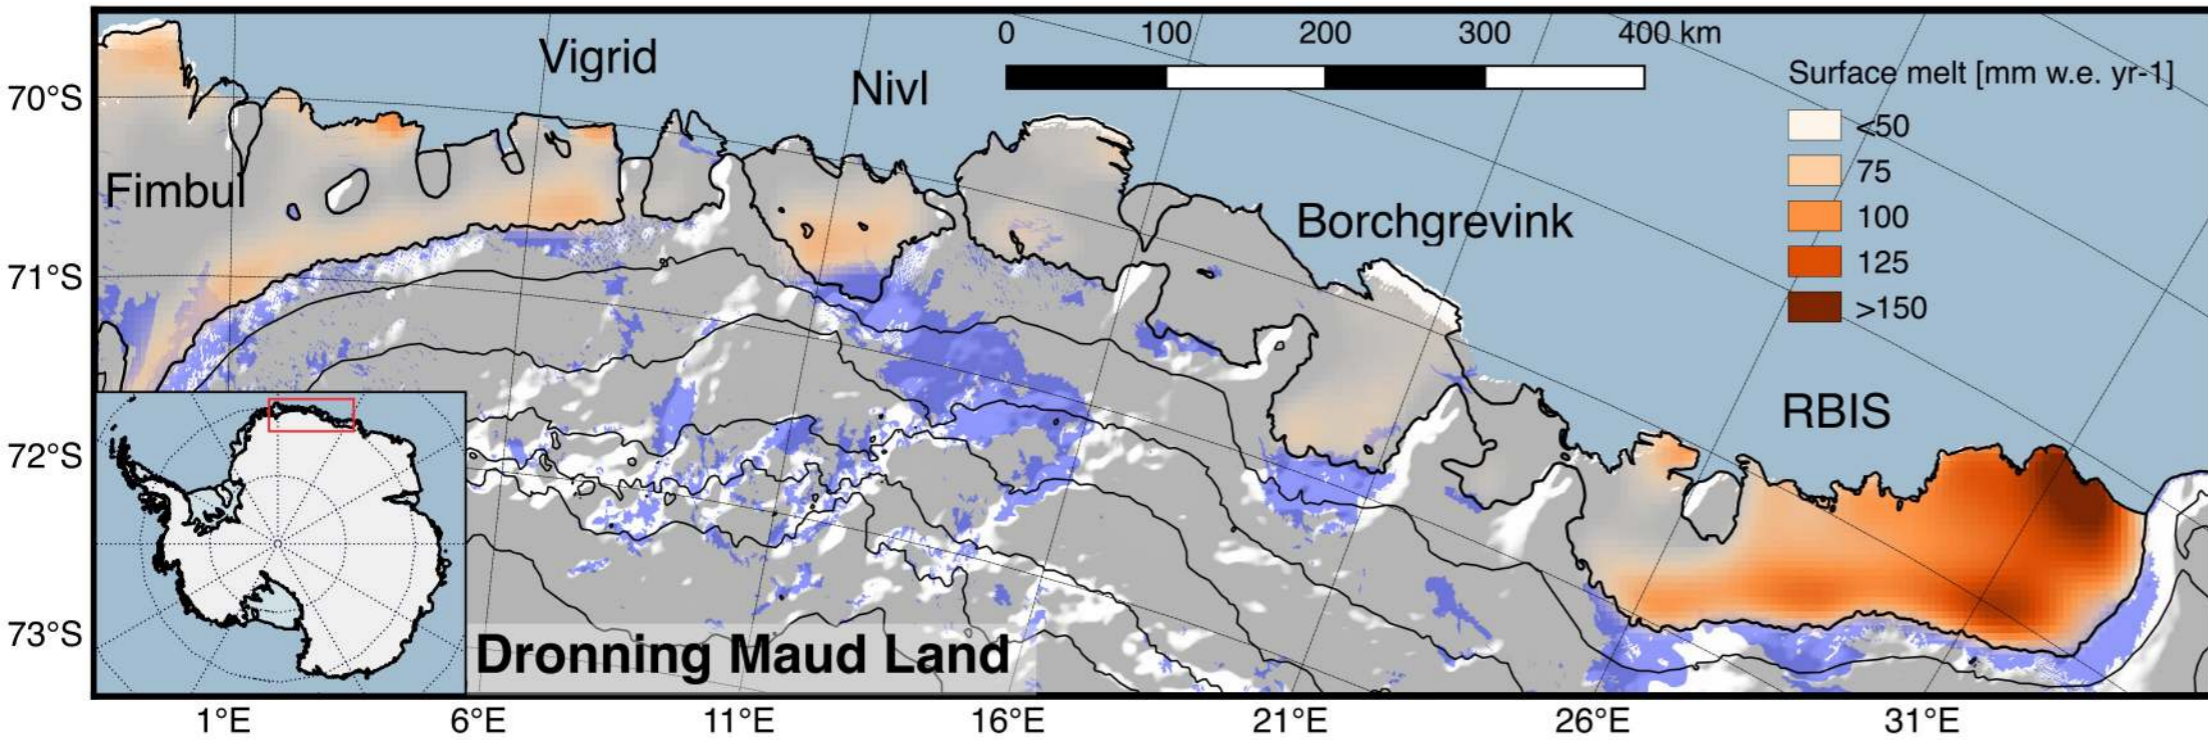 0 100 200 300 400 km
Vigrid
Nivl
Surface melt [mm w.e. yr-1]
<50
75
100
125
>150
70°S
Fimbul
Borchgrevink
71°S
RBIS
72°S
73°S
Dronning Maud Land
1°E 6°E 11°E 16°E 21°E 26°E 31°E